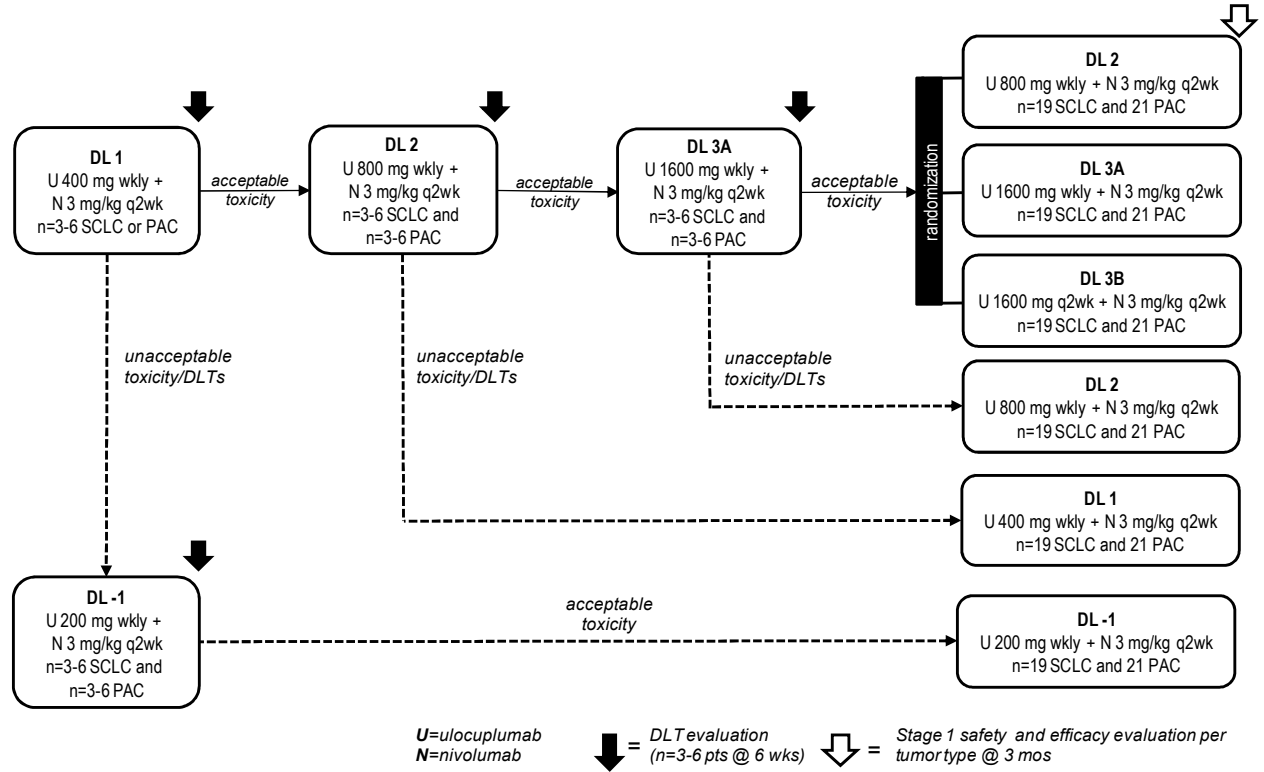 DL 1
U 400 mg wkly +
N 3 mg/kg q2wk
n=3-6 SCLC or PAC
acceptable
toxicity
DL 2
U 800 mg wkly +
N 3 mg/kg q2wk
n=3-6 SCLC and
n=3-6 PAC
acceptable
toxicity
DL 3A
U 1600 mg wkly +
N 3 mg/kg q2wk
n=3-6 SCLC and
n=3-6 PAC
acceptable
toxicity
randomization
DL 2
U 800 mg wkly + N 3 mg/kg q2wk
n=19 SCLC and 21 PAC
DL 3A
U 1600 mg wkly + N 3 mg/kg q2wk
n=19 SCLC and 21 PAC
DL 3B
U 1600 mg q2wk + N 3 mg/kg q2wk
n=19 SCLC and 21 PAC
unacceptable
toxicity/DLTs
unacceptable
toxicity/DLTs
unacceptable
toxicity/DLTs
DL 2
U 800 mg wkly + N 3 mg/kg q2wk
n=19 SCLC and 21 PAC
DL 1
U 400 mg wkly + N 3 mg/kg q2wk
n=19 SCLC and 21 PAC
DL -1
U 200 mg wkly +
N 3 mg/kg q2wk
n=3-6 SCLC and
n=3-6 PAC
acceptable
toxicity
DL -1
U 200 mg wkly + N 3 mg/kg q2wk
n=19 SCLC and 21 PAC
U=ulocuplumab
N=nivolumab
= DLT evaluation
(n=3-6 pts @ 6 wks)
= Stage 1 safety and efficacy evaluation per
tumor type @ 3 mos